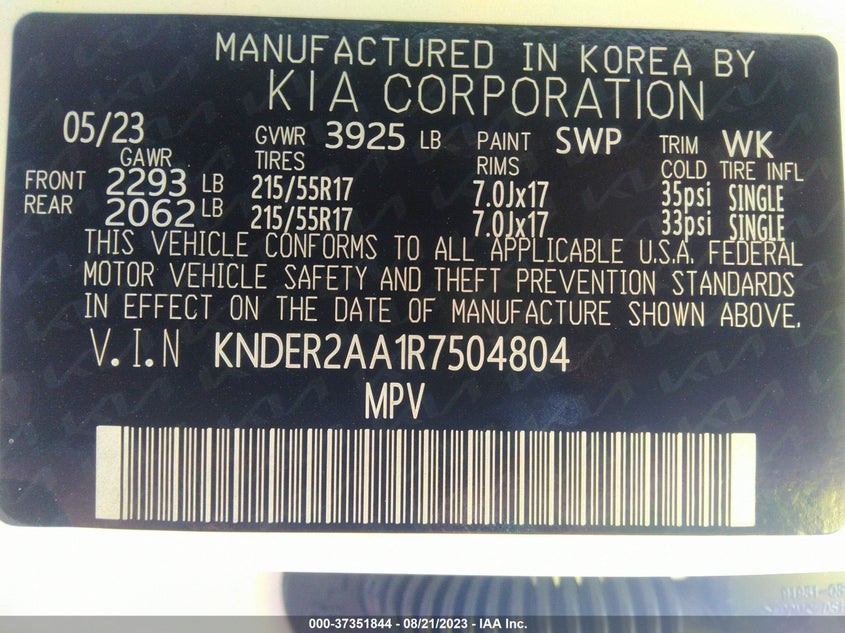 MANUFACTURED IN KOREA BY
KIA CORPORATION
05/23 GVWR 3925 LB PAINT SWP TRIM WK
GAWR TIRES RIMS COLD TIRE INFL
FRONT 2293 LB 215/55R17 7.0Jx17 35psi SINGLE
REAR 2062 LB 215/55R17 7.0Jx17 33psi SINGLE
THIS VEHICLE CONFORMS TO ALL APPLICABLE U.S.A. FEDERAL
MOTOR VEHICLE SAFETY AND THEFT PREVENTION STANDARDS
IN EFFECT ON THE DATE OF MANUFACTURE SHOWN ABOVE.
V.I.N KNDER2AA1R7504804
MPV
000-37351844 / 08/21/2023 - IAA Inc.